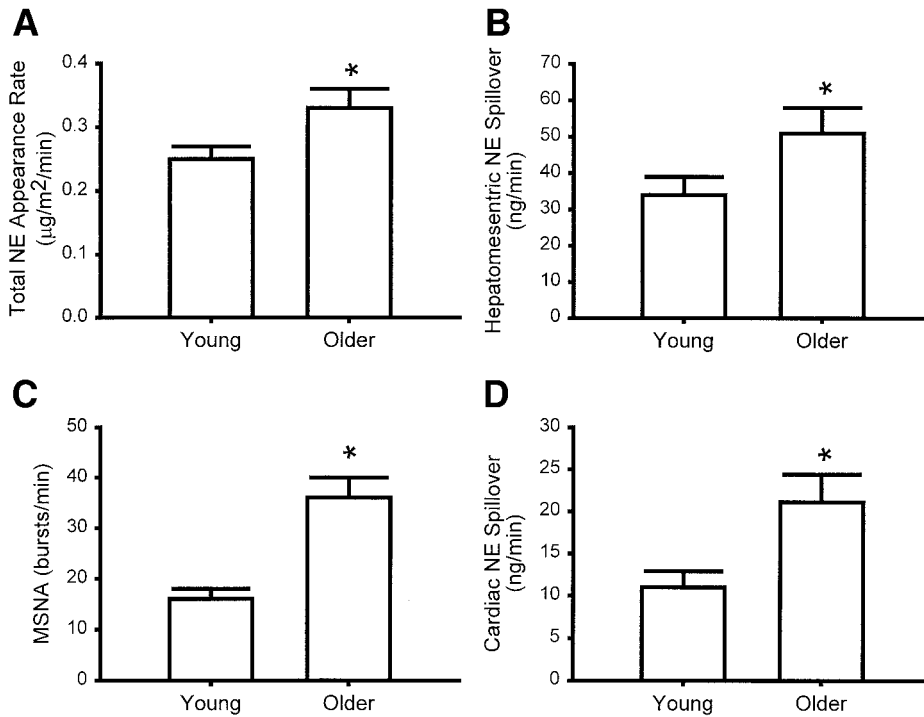 A
Total NE Appearance Rate
(µg/m²/min)
0.4
0.3
0.2
0.1
0.0
*
Young
Older
B
Hepatomesentric NE Spillover
(ng/min)
70
60
50
40
30
20
10
0
*
Young
Older
C
MSNA (bursts/min)
50
40
30
20
10
0
*
Young
Older
D
Cardiac NE Spillover
(ng/min)
30
25
20
15
10
5
0
*
Young
Older